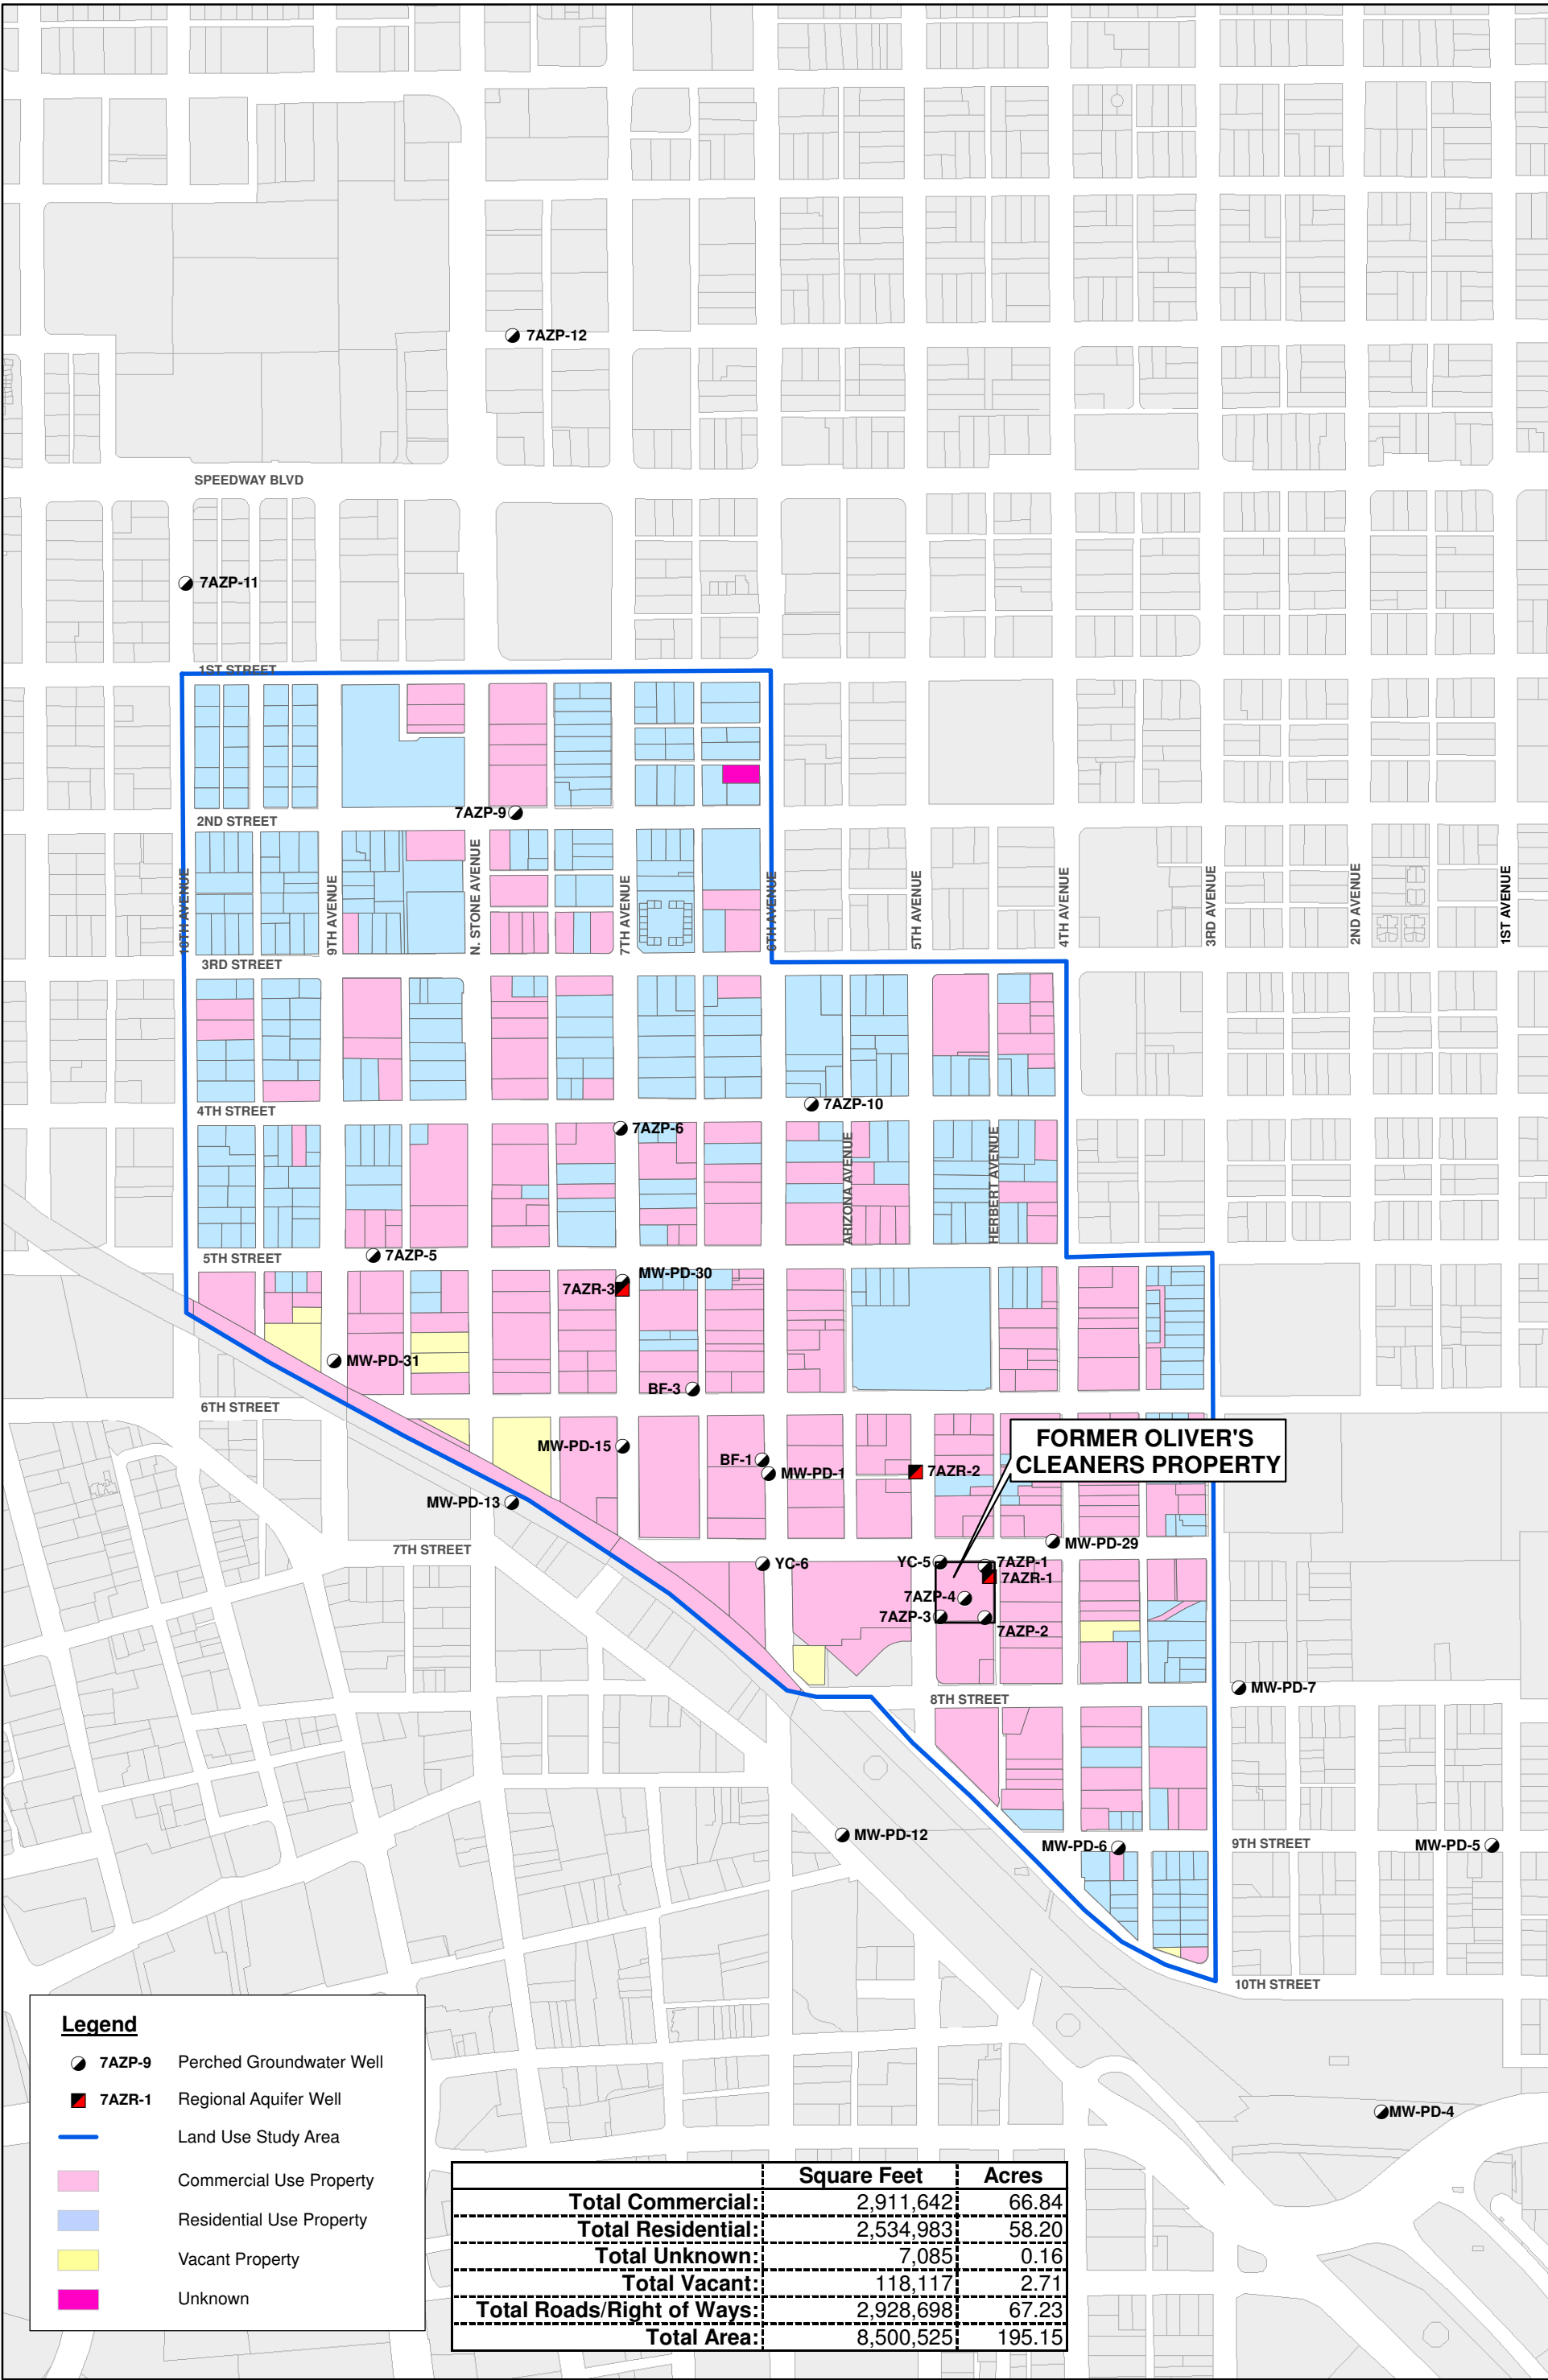 7AZP-12
SPEEDWAY BLVD
7AZP-11
1ST STREET
7AZP-9
2ND STREET
10TH AVENUE
9TH AVENUE
N. STONE AVENUE
7TH AVENUE
6TH AVENUE
5TH AVENUE
4TH AVENUE
3RD AVENUE
2ND AVENUE
1ST AVENUE
3RD STREET
7AZP-10
4TH STREET
7AZP-6
ARIZONA AVENUE
HERBERT AVENUE
7AZP-5
5TH STREET
MW-PD-30
7AZR-3
MW-PD-31
BF-3
6TH STREET
FORMER OLIVER'S
CLEANERS PROPERTY
MW-PD-15
BF-1
MW-PD-1
7AZR-2
MW-PD-13
7TH STREET
MW-PD-29
YC-6
YC-5
7AZP-1
7AZR-1
7AZP-4
7AZP-3
7AZP-2
MW-PD-7
8TH STREET
MW-PD-12
MW-PD-6
9TH STREET
MW-PD-5
10TH STREET
MW-PD-4
Legend
7AZP-9 Perched Groundwater Well
7AZR-1 Regional Aquifer Well
Land Use Study Area
Commercial Use Property
Residential Use Property
Vacant Property
Unknown
Square Feet Acres
Total Commercial: 2,911,642 66.84
Total Residential: 2,534,983 58.20
Total Unknown: 7,085 0.16
Total Vacant: 118,117 2.71
Total Roads/Right of Ways: 2,928,698 67.23
Total Area: 8,500,525 195.15